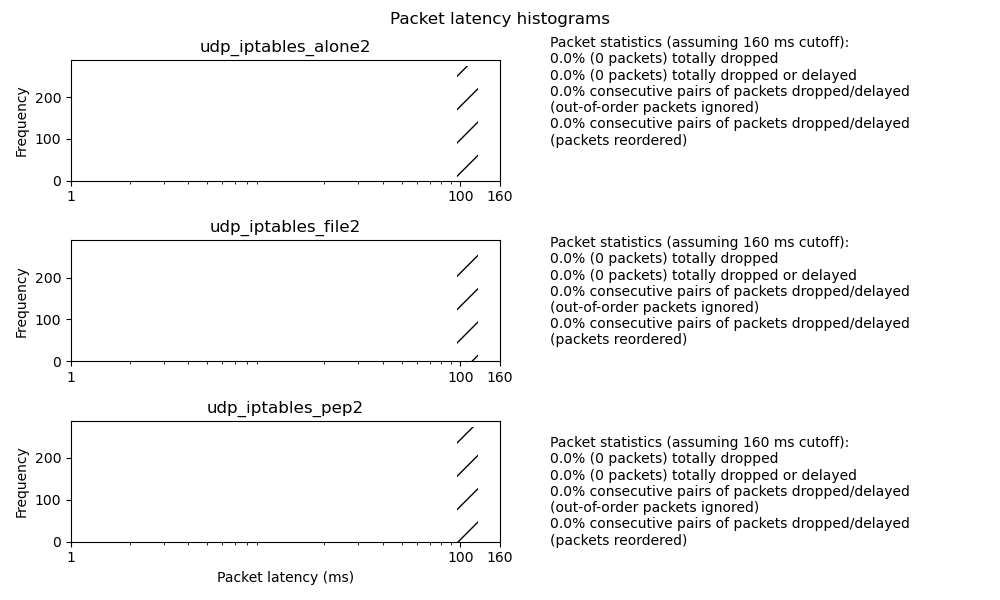 Packet latency histograms
udp_iptables_alone2
Frequency
200
100
0
1
100
160
Packet statistics (assuming 160 ms cutoff):
0.0% (0 packets) totally dropped
0.0% (0 packets) totally dropped or delayed
0.0% consecutive pairs of packets dropped/delayed
(out-of-order packets ignored)
0.0% consecutive pairs of packets dropped/delayed
(packets reordered)
udp_iptables_file2
Frequency
200
100
0
1
100
160
Packet statistics (assuming 160 ms cutoff):
0.0% (0 packets) totally dropped
0.0% (0 packets) totally dropped or delayed
0.0% consecutive pairs of packets dropped/delayed
(out-of-order packets ignored)
0.0% consecutive pairs of packets dropped/delayed
(packets reordered)
udp_iptables_pep2
Frequency
200
100
0
1
100
160
Packet latency (ms)
Packet statistics (assuming 160 ms cutoff):
0.0% (0 packets) totally dropped
0.0% (0 packets) totally dropped or delayed
0.0% consecutive pairs of packets dropped/delayed
(out-of-order packets ignored)
0.0% consecutive pairs of packets dropped/delayed
(packets reordered)